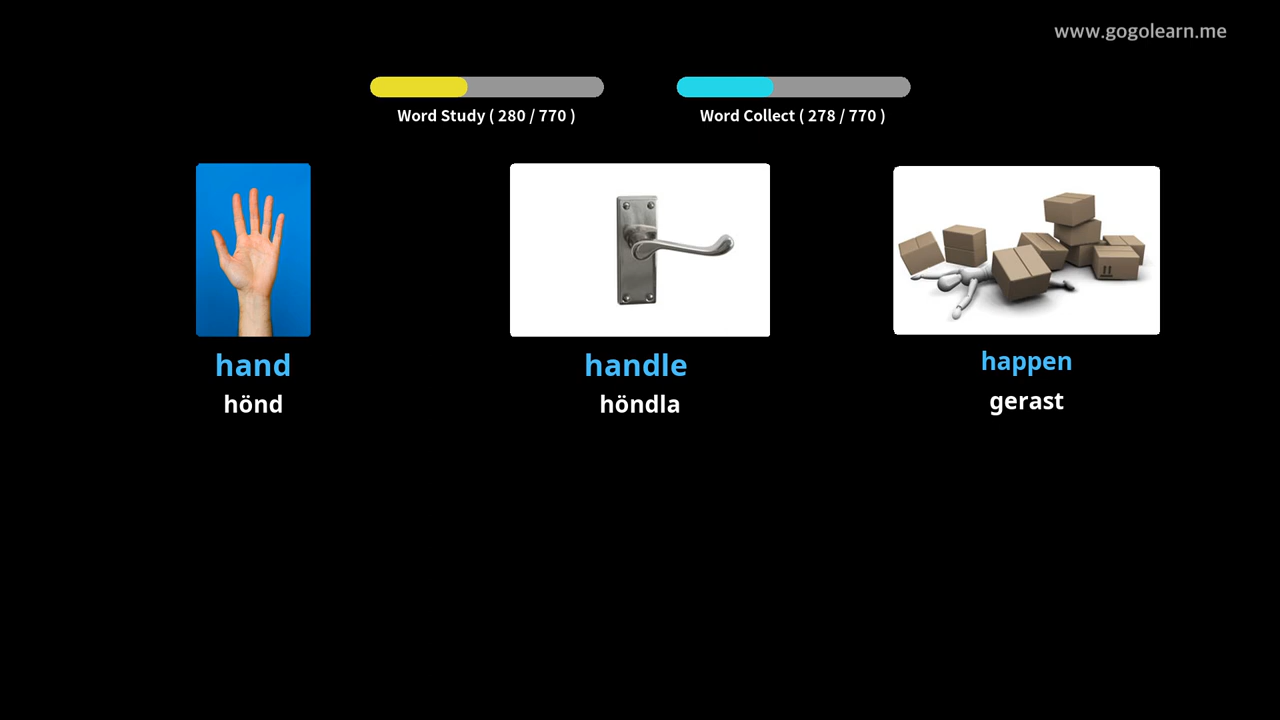 www.gogolearn.me
Word Study ( 280 / 770 )
Word Collect ( 278 / 770 )
hand
hönd
handle
höndla
happen
gerast